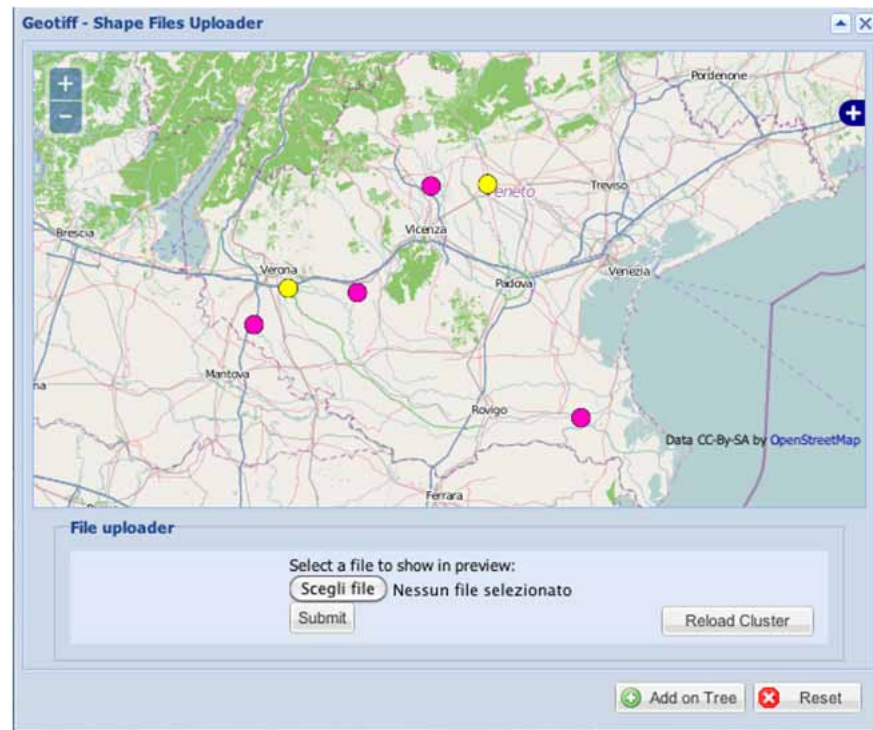 Geotiff - Shape Files Uploader
+
−
+
Pordenone
Veneto
Treviso
Brescia
Vicenza
Verona
Venezia
Padova
Mantova
na
Rovigo
Data CC-By-SA by OpenStreetMap
Ferrara
File uploader
Select a file to show in preview:
Scegli file Nessun file selezionato
Submit
Reload Cluster
Add on Tree
Reset